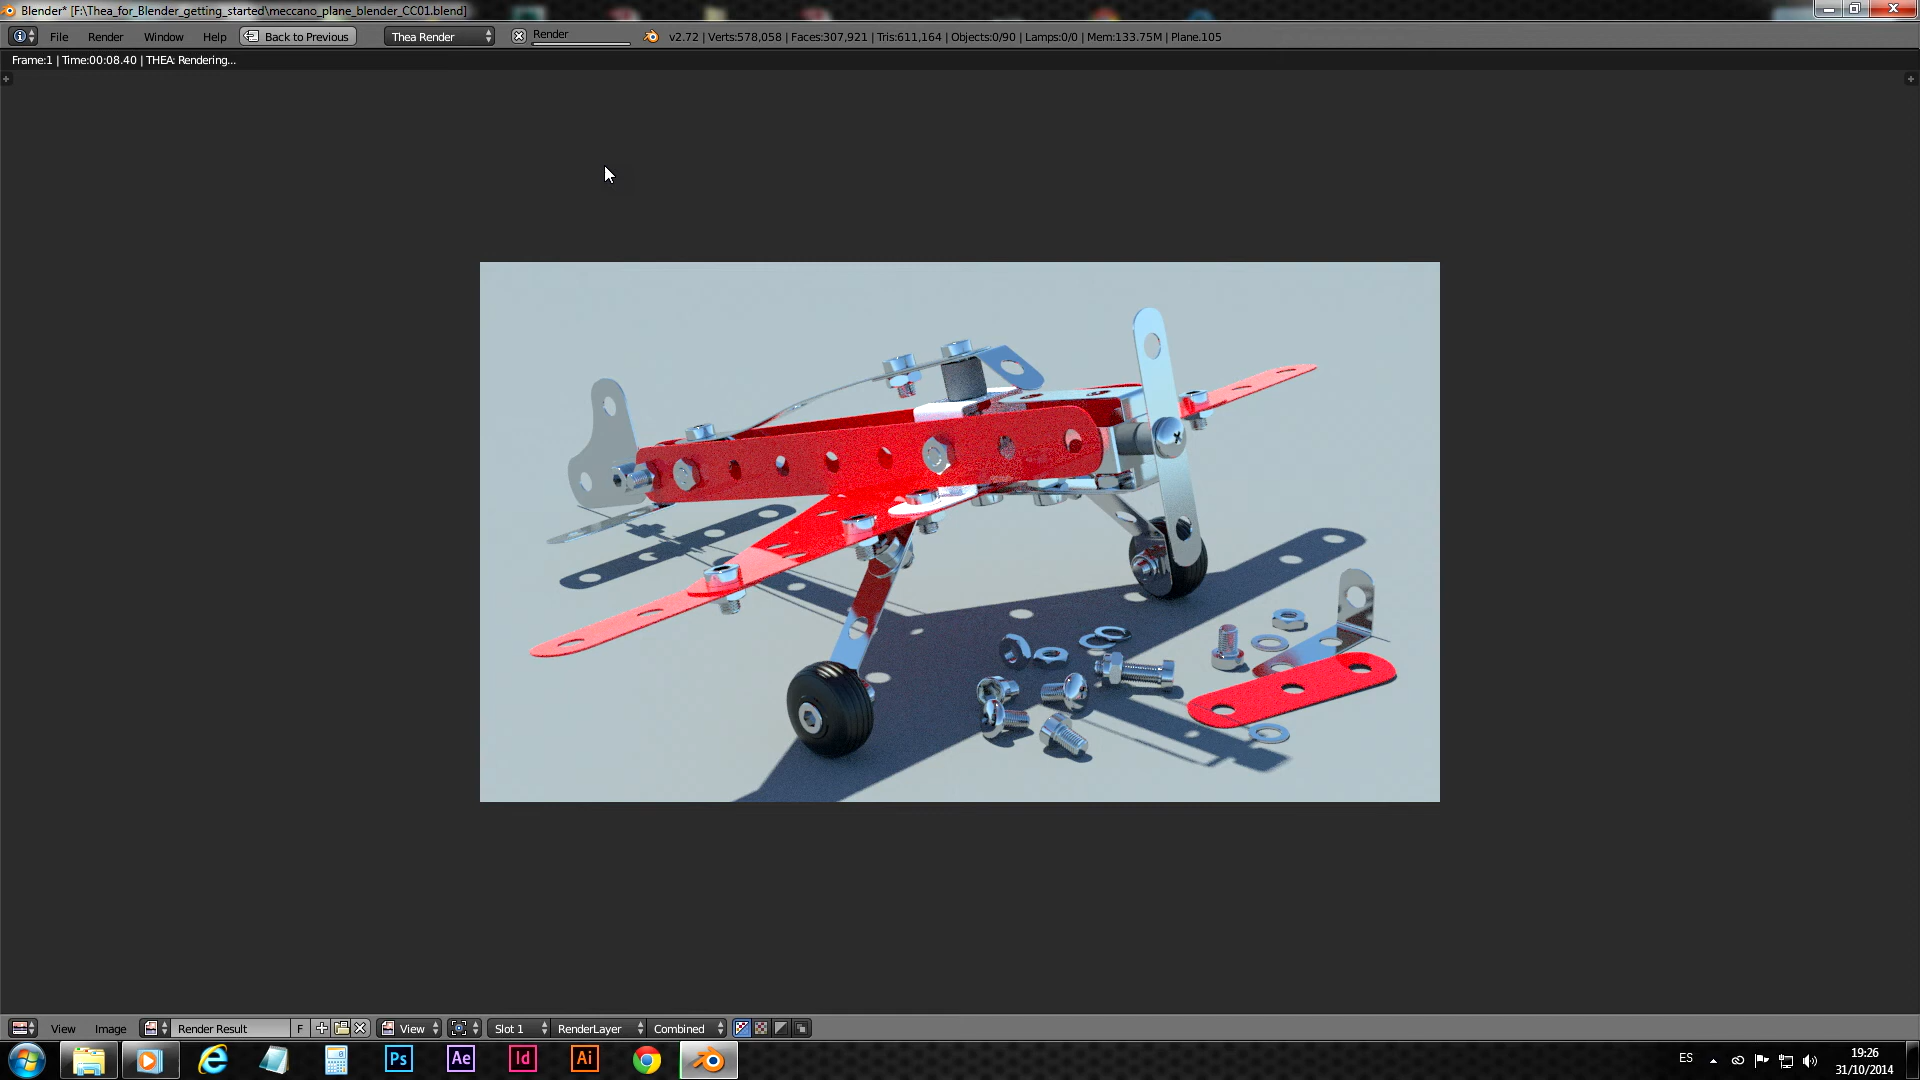 Blender* [F:\Thea_for_Blender_getting_started\meccano_plane_blender_CC01.blend]
File Render Window Help Back to Previous Thea Render Render v2.72 | Verts:578,058 | Faces:307,921 | Tris:611,164 | Objects:0/90 | Lamps:0/0 | Mem:133.75M | Plane.105
Frame:1 | Time:00:08.40 | THEA: Rendering...
View Image Render Result F View Slot 1 RenderLayer Combined
Ps Ae Id Ai ES 19:26
31/10/2014